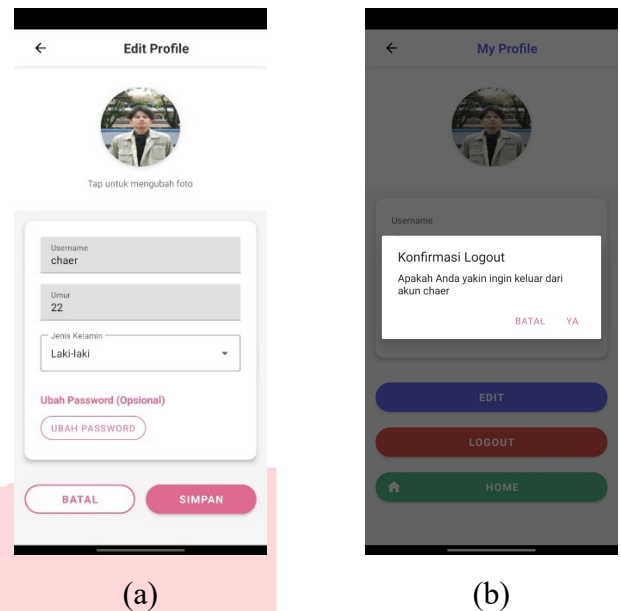 Edit Profile
Tap untuk mengubah foto
Username
chaer
Umur
22
Jenis Kelamin
Laki-laki
Ubah Password (Opsional)
UBAH PASSWORD
BATAL
SIMPAN
(a)
My Profile
Username
Konfirmasi Logout
Apakah Anda yakin ingin keluar dari
akun chaer
BATAL YA
EDIT
LOGOUT
HOME
(b)